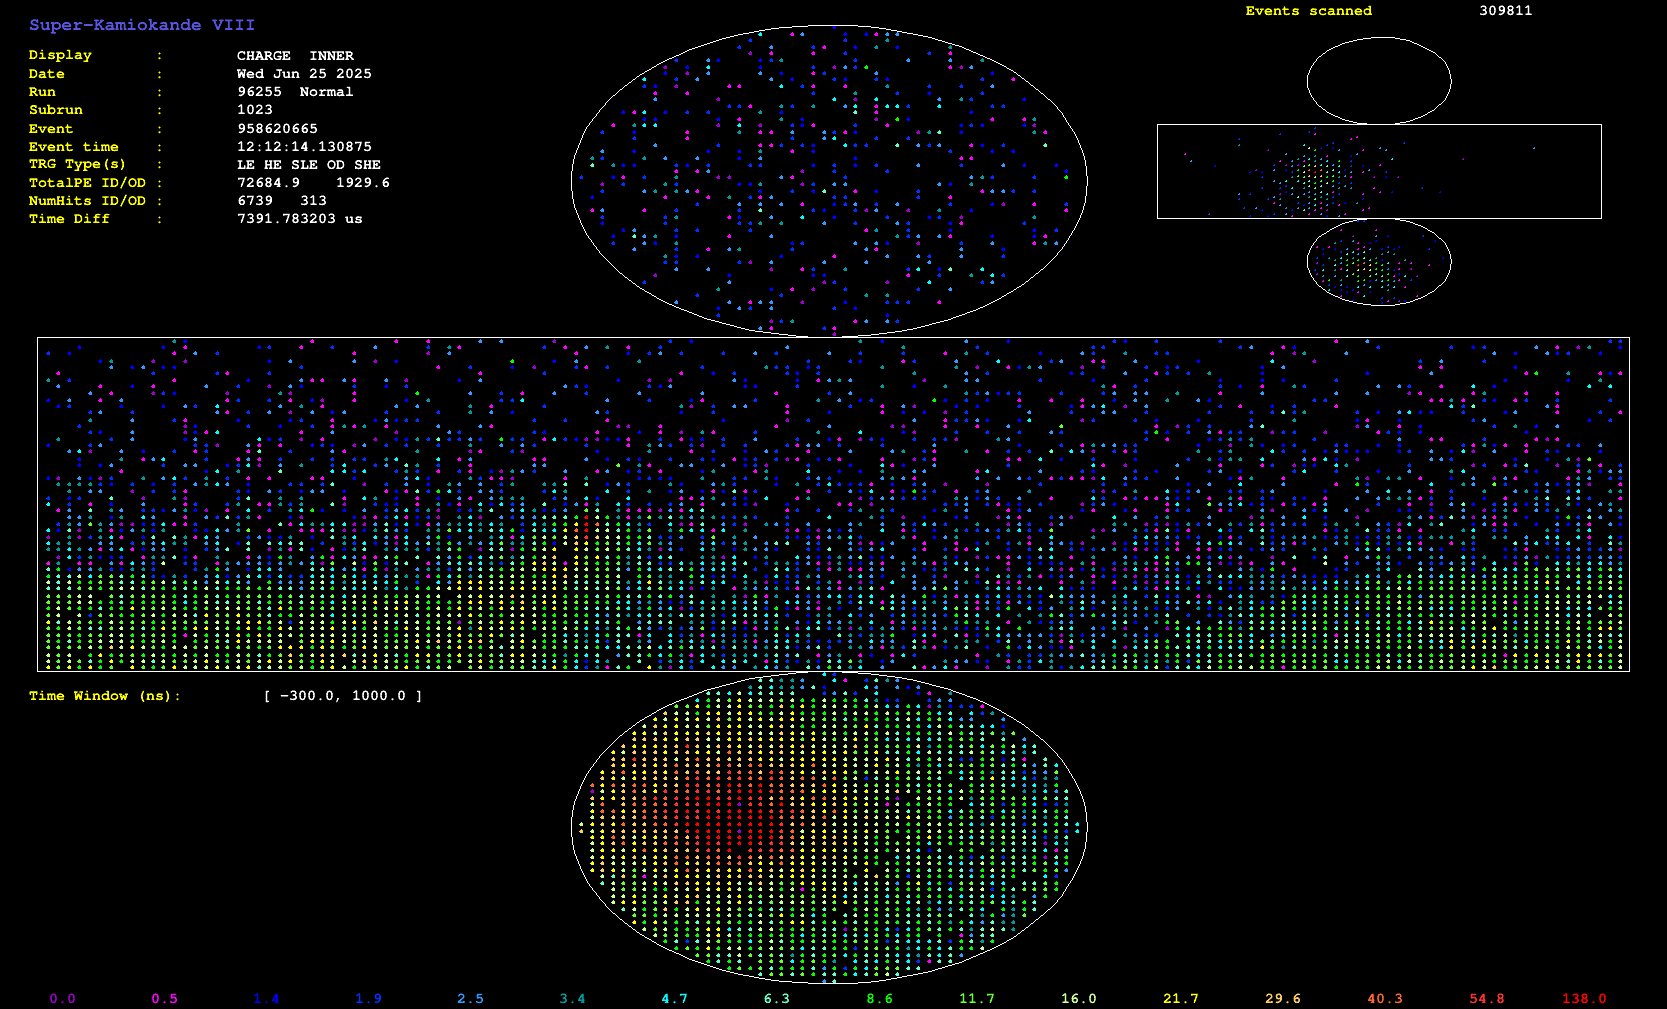 Super-Kamiokande VIII
Events scanned 309811
Display : CHARGE INNER
Date : Wed Jun 25 2025
Run : 96255 Normal
Subrun : 1023
Event : 958620665
Event time : 12:12:14.130875
TRG Type(s) : LE HE SLE OD SHE
TotalPE ID/OD : 72684.9 1929.6
NumHits ID/OD : 6739 313
Time Diff : 7391.783203 us
Time Window (ns): [ -300.0, 1000.0 ]
0.0 0.5 1.4 1.9 2.5 3.4 4.7 6.3 8.6 11.7 16.0 21.7 29.6 40.3 54.8 138.0